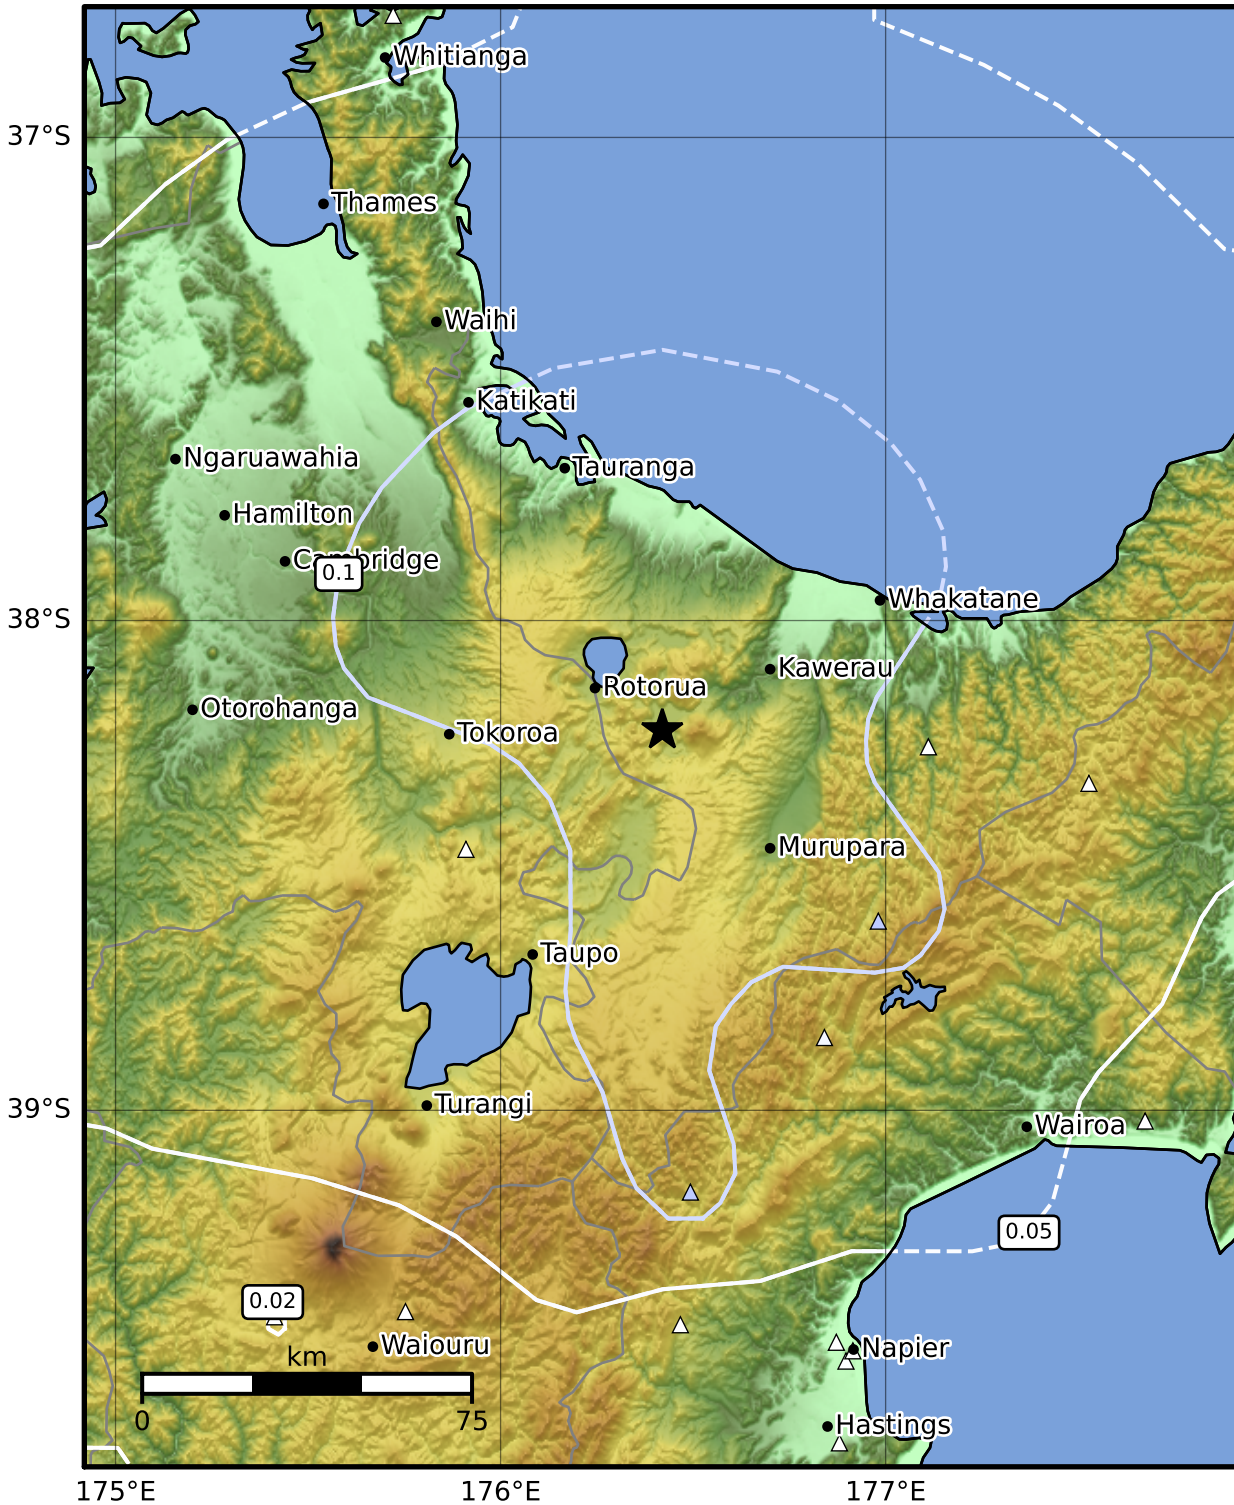 Whitianga
37°S
Thames
Waihi
Katikati
Ngaruawahia
Tauranga
Hamilton
Cambridge
0.1
Whakatane
38°S
Kawerau
Rotorua
Otorohanga
Tokoroa
Murupara
Taupo
Turangi
39°S
Wairoa
0.05
0.02
Waiouru
Napier
km
0
75
Hastings
175°E
176°E
177°E